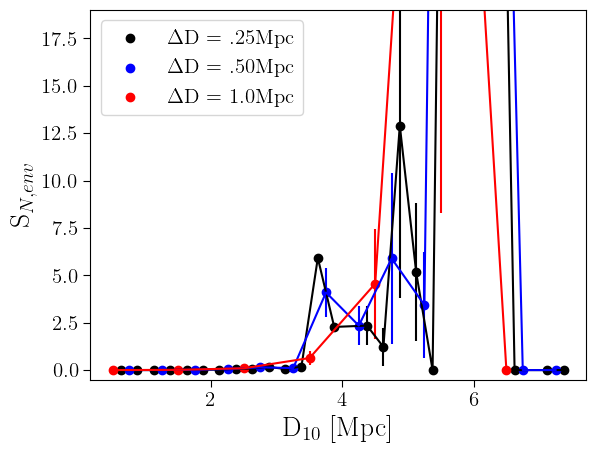 ΔD = .25Mpc
ΔD = .50Mpc
ΔD = 1.0Mpc
17.5
15.0
12.5
10.0
7.5
5.0
2.5
0.0
S_{N,env}
2 4 6
D_{10} [Mpc]